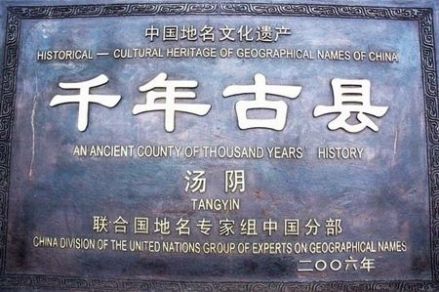 中国地名文化遗产
HISTORICAL — CULTURAL HERITAGE OF GEOGRAPHICAL NAMES OF CHINA
千年古县
AN ANCIENT COUNTY OF THOUSAND YEARS HISTORY
汤阴
TANGYIN
联合国地名专家组中国分部
CHINA DIVISION OF THE UNITED NATIONS GROUP OF EXPERTS ON GEOGRAPHICAL NAMES
二〇〇六年